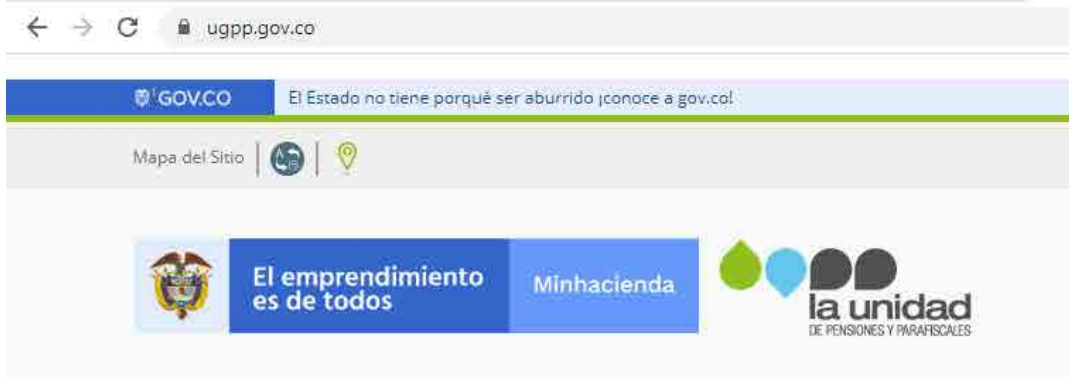 ugpp.gov.co
GOV.CO
El Estado no tiene porqué ser aburrido ¡conoce a gov.co!
Mapa del Sitio
El emprendimiento
es de todos
Minhacienda
la unidad
DE PENSIONES Y PARAFISCALES